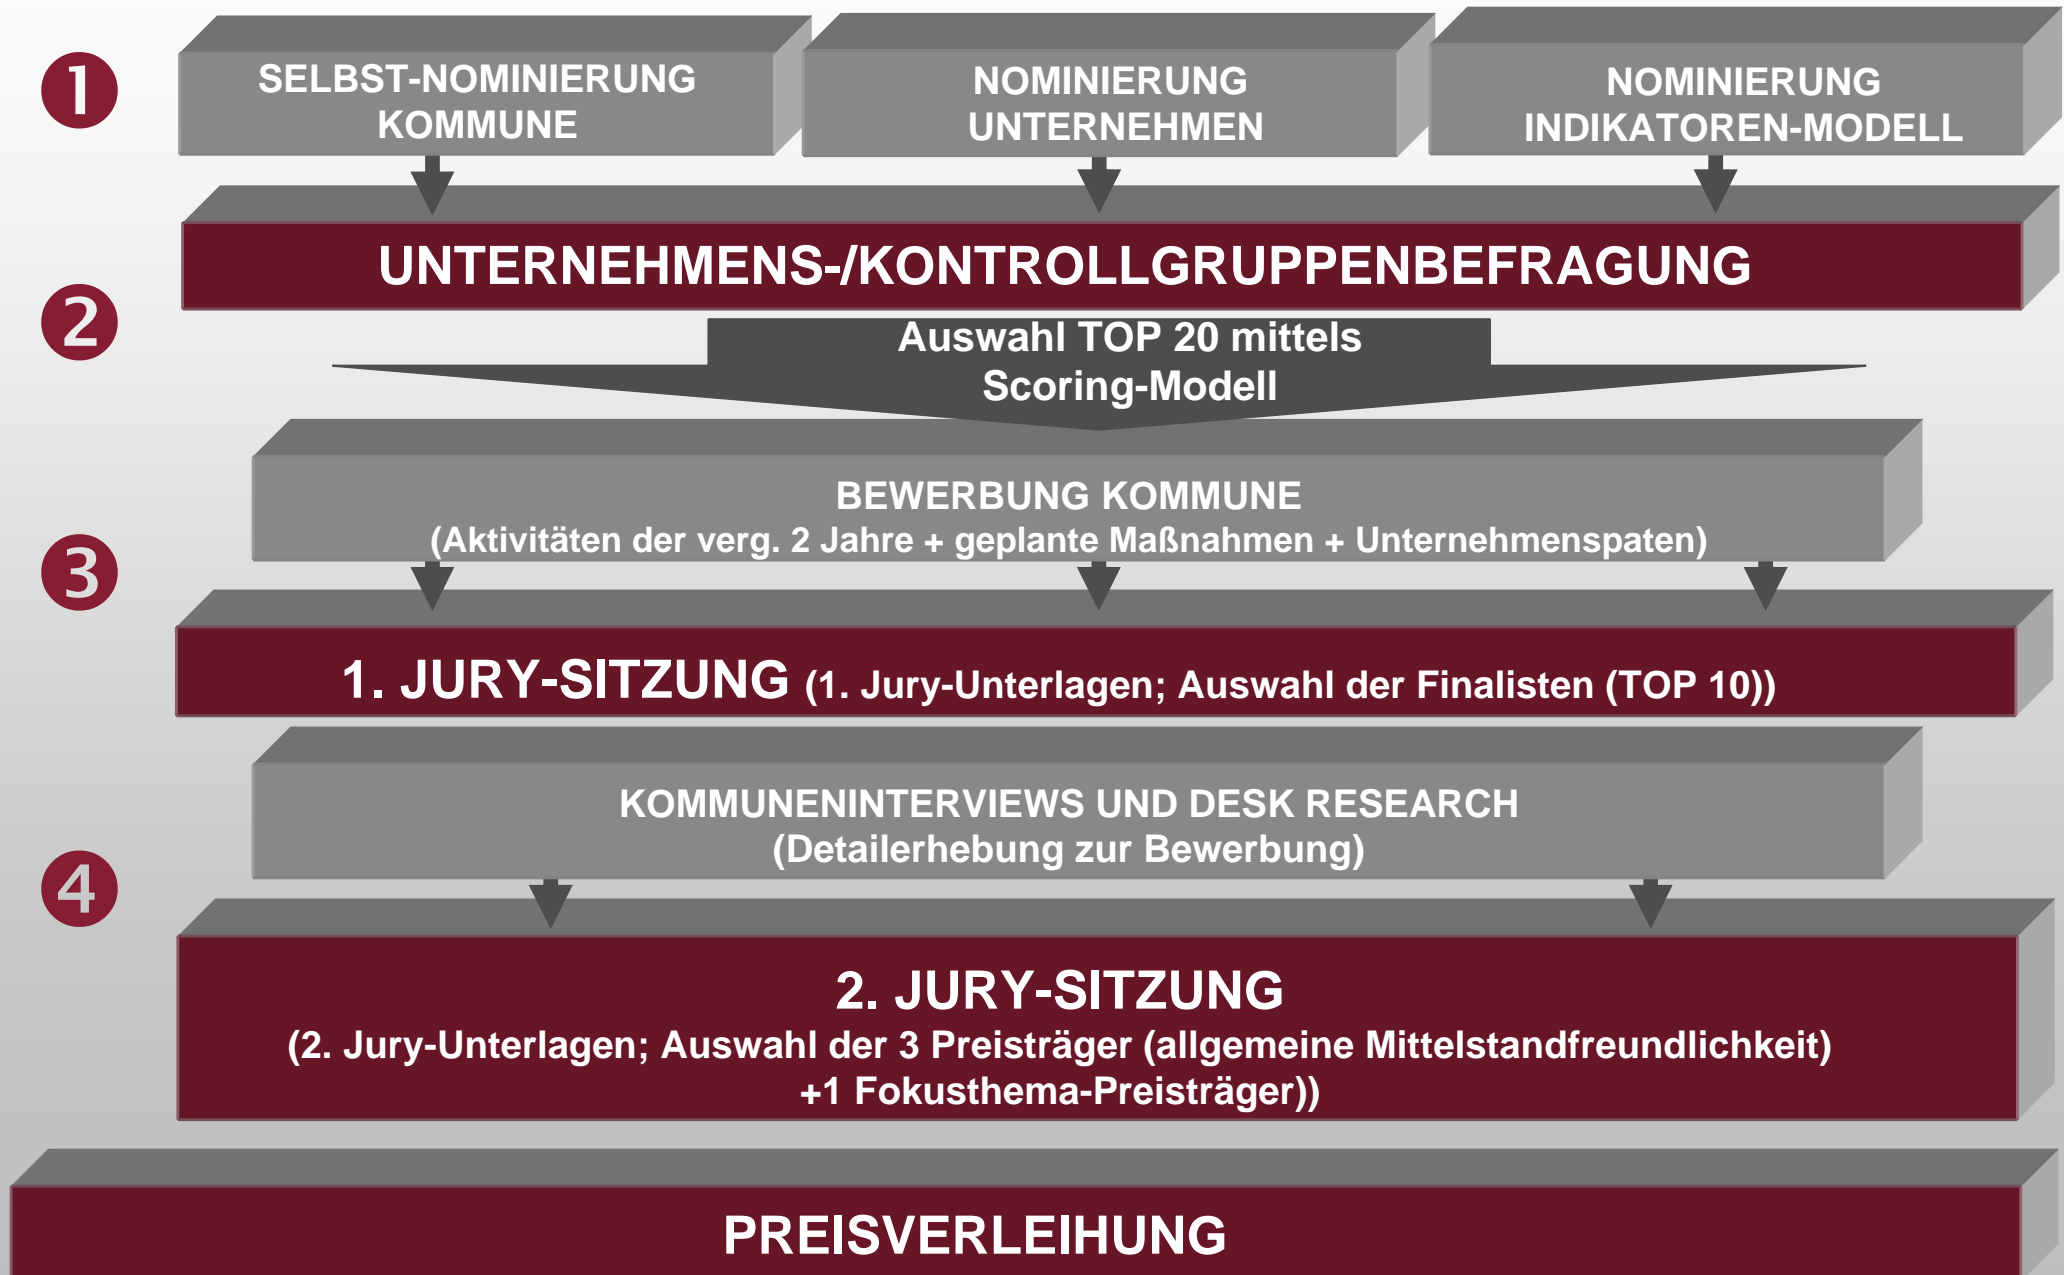 1
SELBST-NOMINIERUNG
KOMMUNE
NOMINIERUNG
UNTERNEHMEN
NOMINIERUNG
INDIKATOREN-MODELL
UNTERNEHMENS-/KONTROLLGRUPPENBEFRAGUNG
2
Auswahl TOP 20 mittels
Scoring-Modell
BEWERBUNG KOMMUNE
(Aktivitäten der verg. 2 Jahre + geplante Maßnahmen + Unternehmenspaten)
3
1. JURY-SITZUNG (1. Jury-Unterlagen; Auswahl der Finalisten (TOP 10))
KOMMUNENINTERVIEWS UND DESK RESEARCH
(Detailerhebung zur Bewerbung)
4
2. JURY-SITZUNG
(2. Jury-Unterlagen; Auswahl der 3 Preisträger (allgemeine Mittelstandfreundlichkeit)
+1 Fokusthema-Preisträger))
PREISVERLEIHUNG